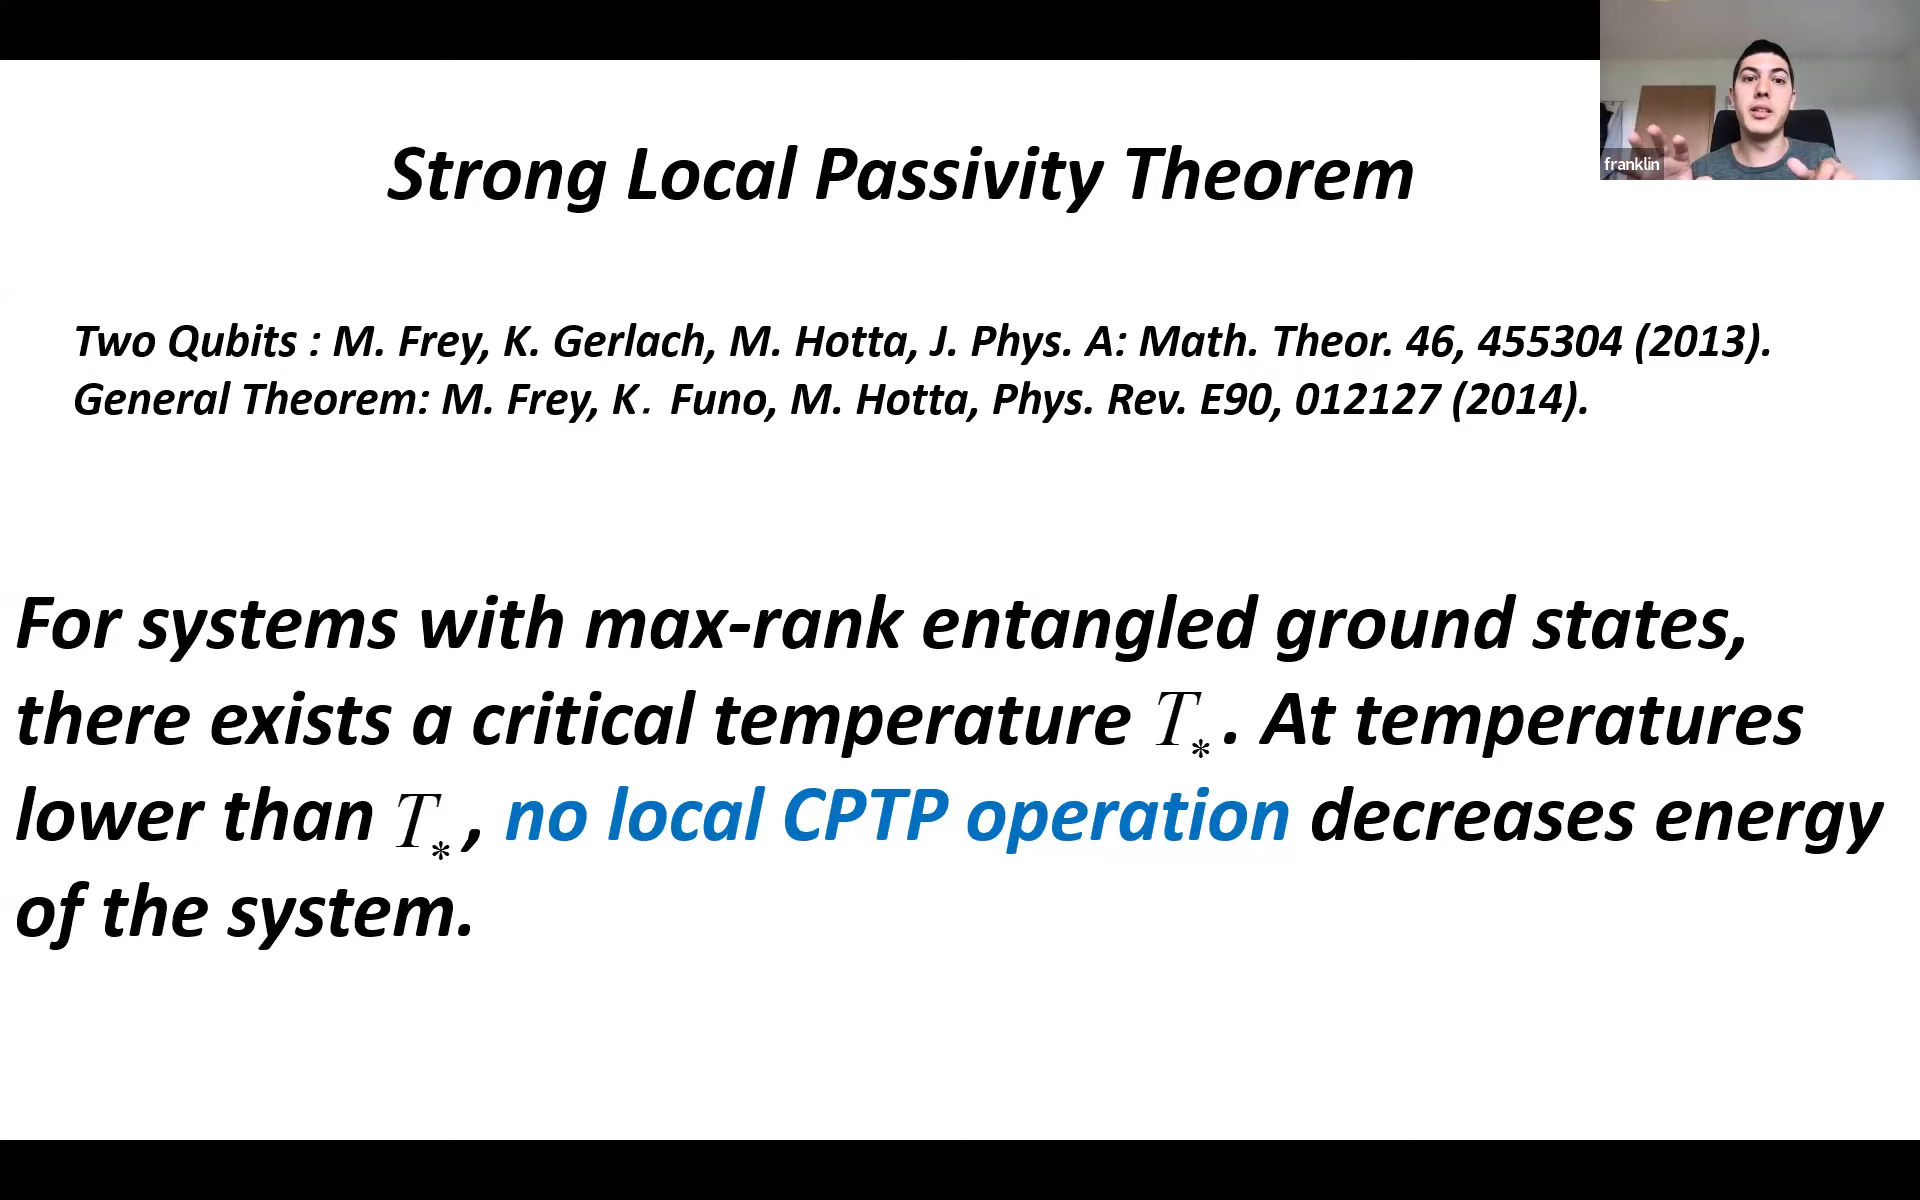 franklin
Strong Local Passivity Theorem
Two Qubits : M. Frey, K. Gerlach, M. Hotta, J. Phys. A: Math. Theor. 46, 455304 (2013).
General Theorem: M. Frey, K. Funo, M. Hotta, Phys. Rev. E90, 012127 (2014).
For systems with max-rank entangled ground states,
there exists a critical temperature T*. At temperatures
lower than T*, no local CPTP operation decreases energy
of the system.